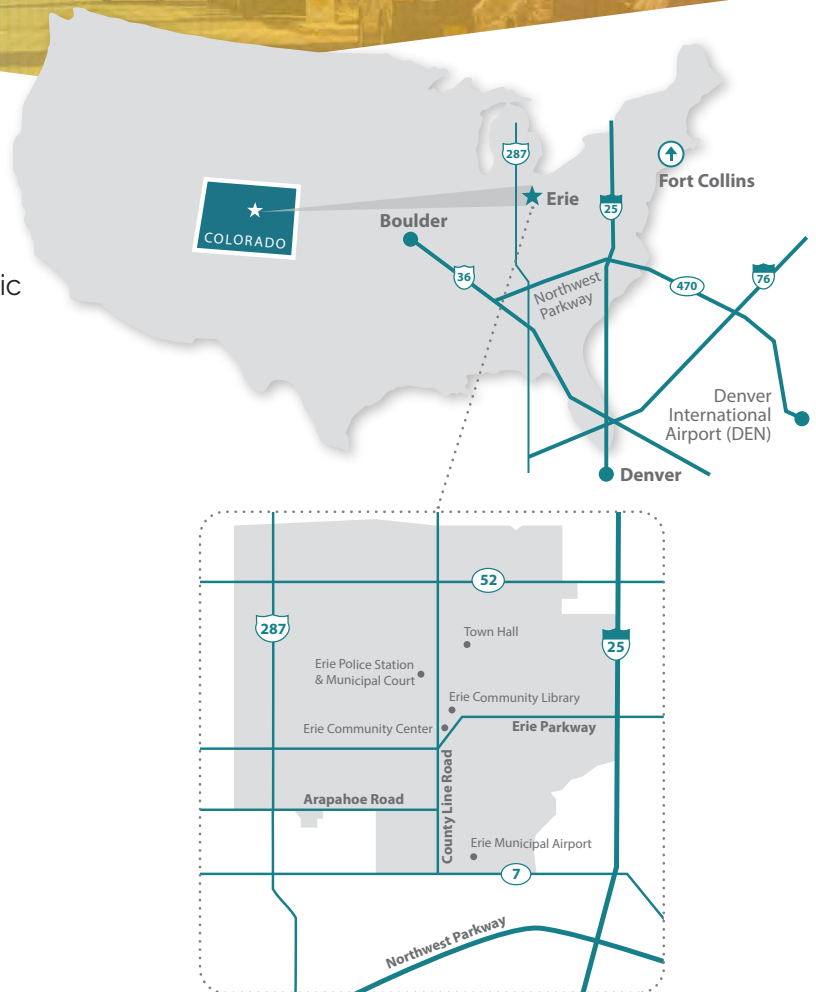 287
Fort Collins
Erie
25
Boulder
COLORADO
36
76
ic
470
Northwest
Parkway
Denver
International
Airport (DEN)
Denver
52
287
Town Hall
25
Erie Police Station
& Municipal Court
Erie Community Library
Erie Community Center
Erie Parkway
County Line Road
Arapahoe Road
Erie Municipal Airport
7
Northwest Parkway